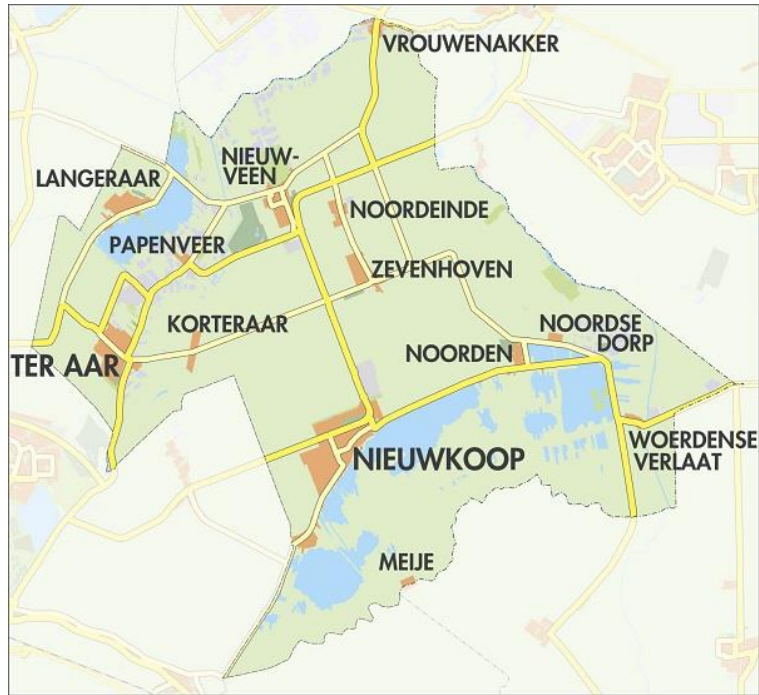 VROUWENAKKER
NIEUW-
VEEN
LANGERAAR
NOORDEINDE
PAPENVEER
ZEVENHOVEN
KORTERAAR
NOORDSE
DORP
NOORDEN
TER AAR
WOERDENSE
VERLAAT
NIEUWKOOP
MEIJE